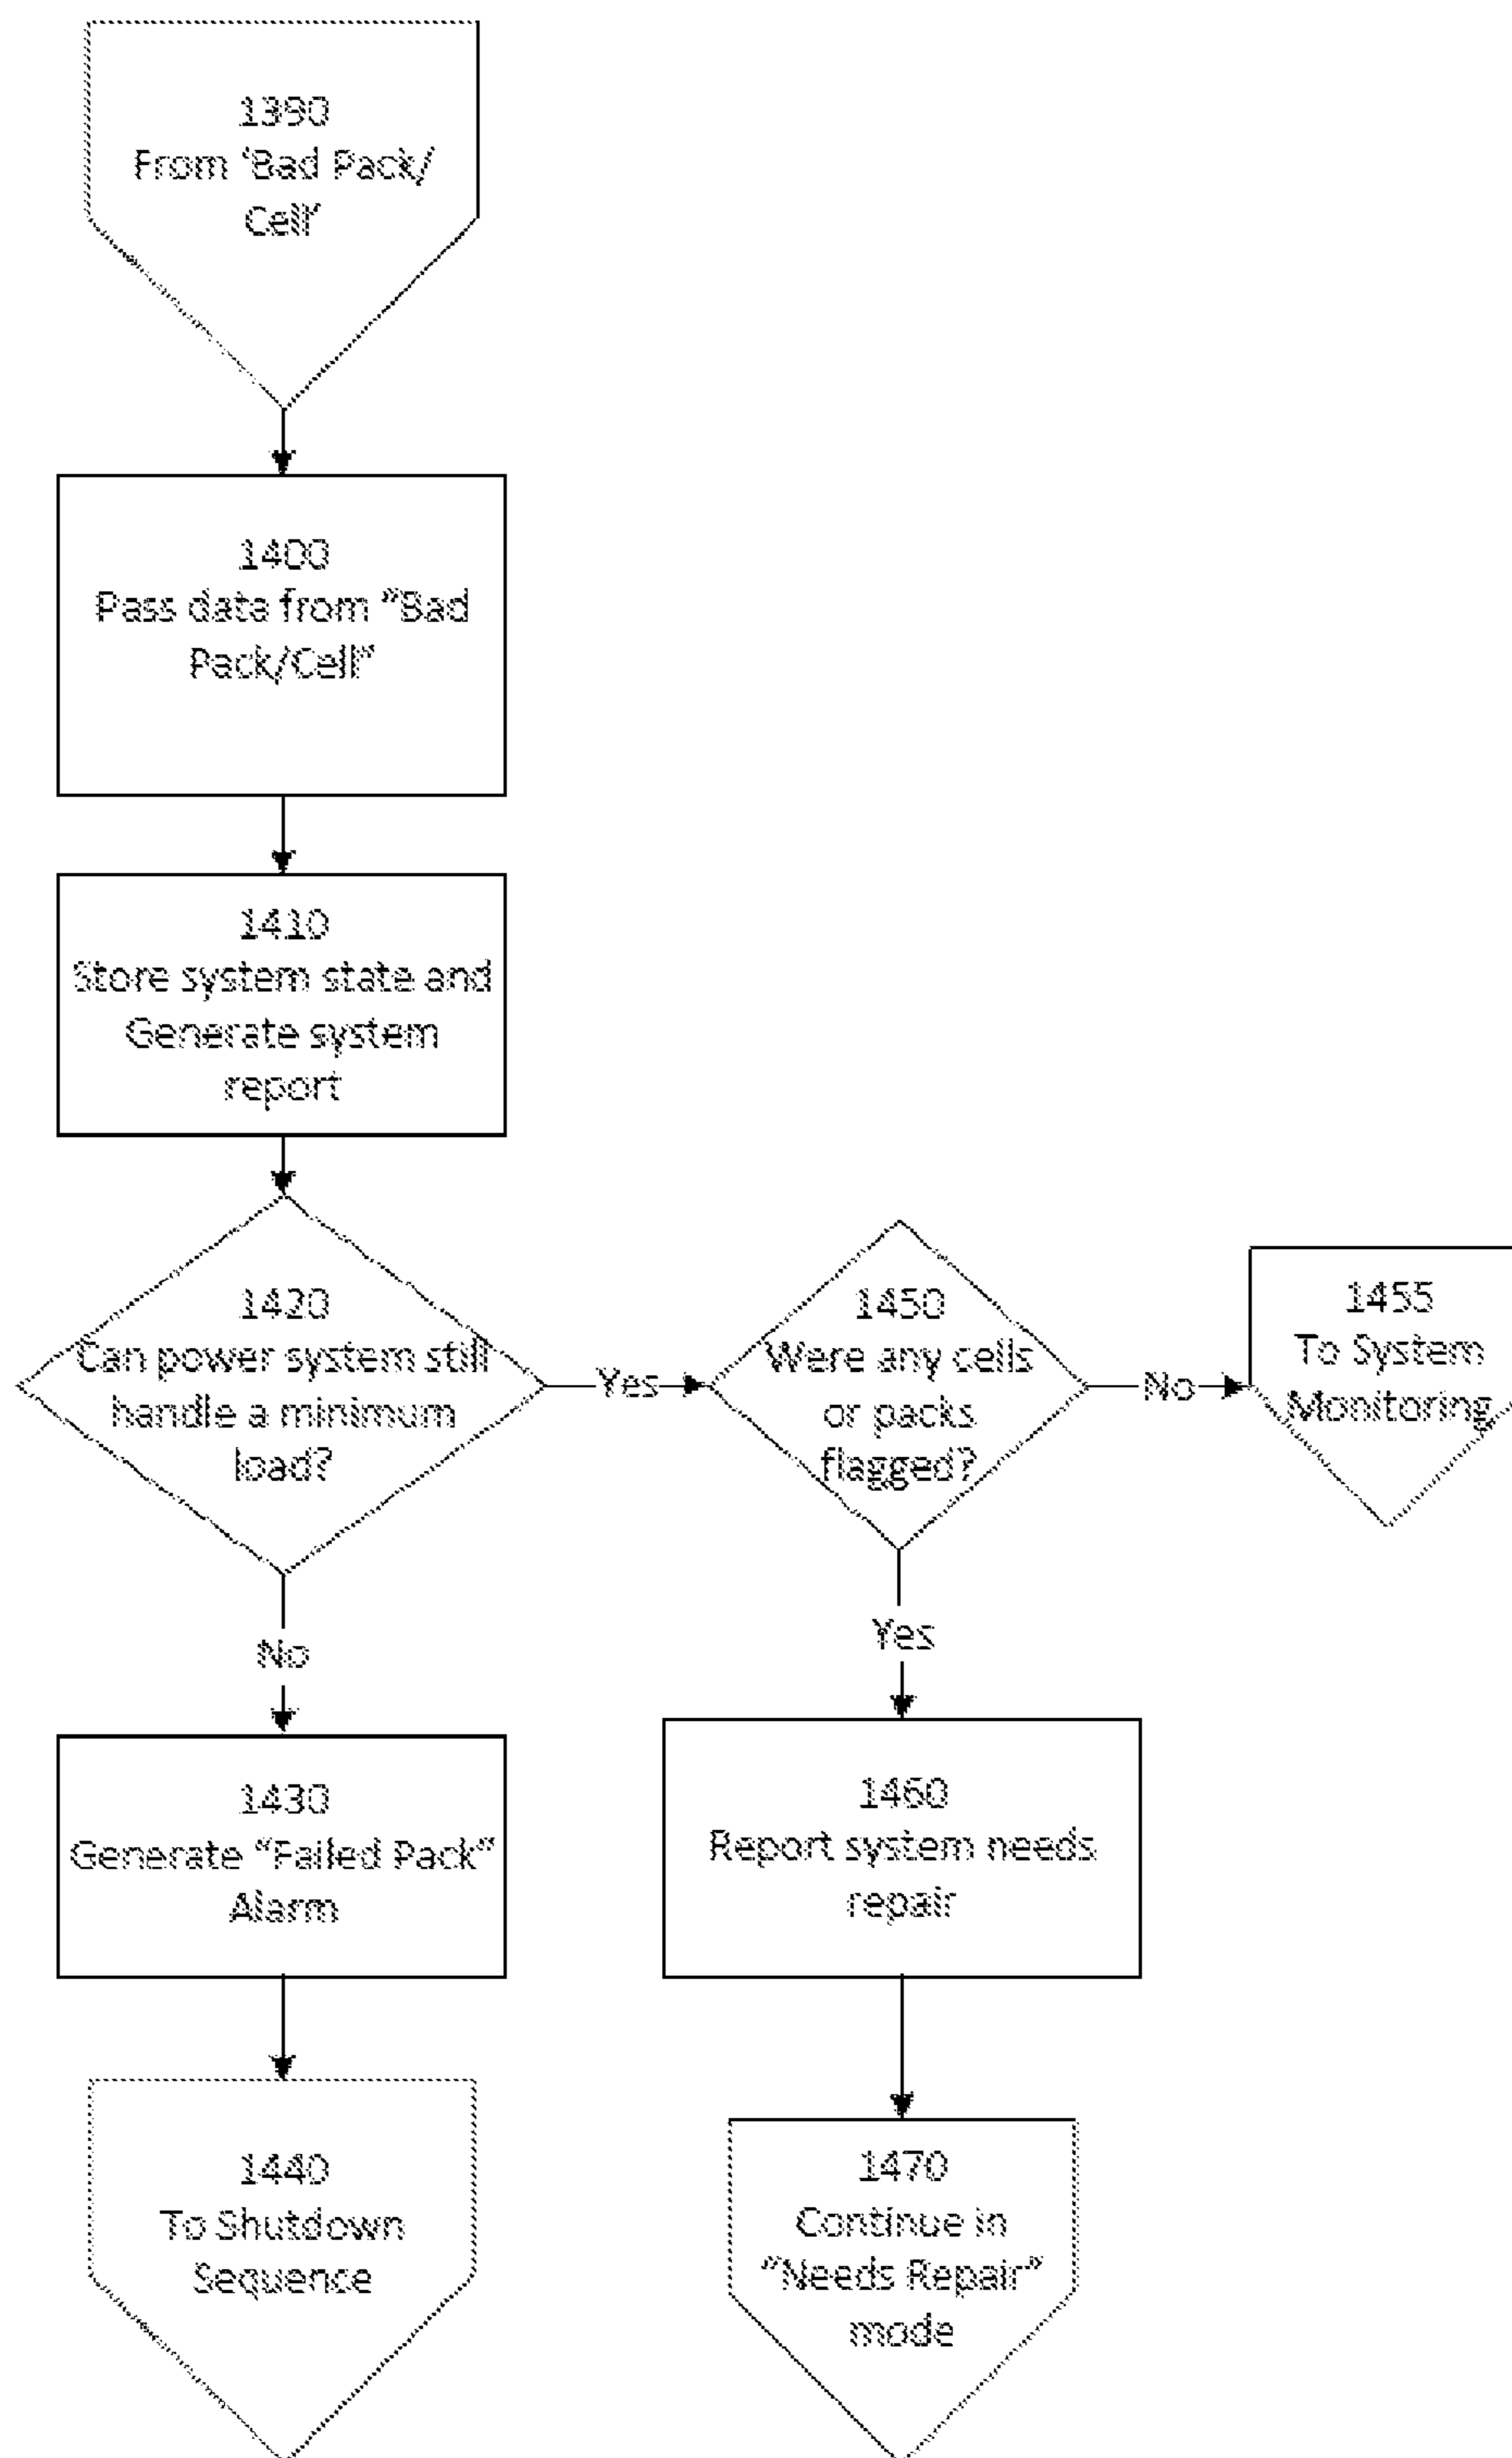 1390
From ‘Bad Pack/
Cell’
1400
Pass data from “Bad
Pack/Cell”
1410
Store system state and
Generate system
report
1420
Can power system still
handle a minimum
load?
Yes
1450
Were any cells
or packs
flagged?
No
1455
To System
Monitoring
No
Yes
1430
Generate “Failed Pack”
Alarm
1460
Report system needs
repair
1440
To Shutdown
Sequence
1470
Continue in
“Needs Repair”
mode